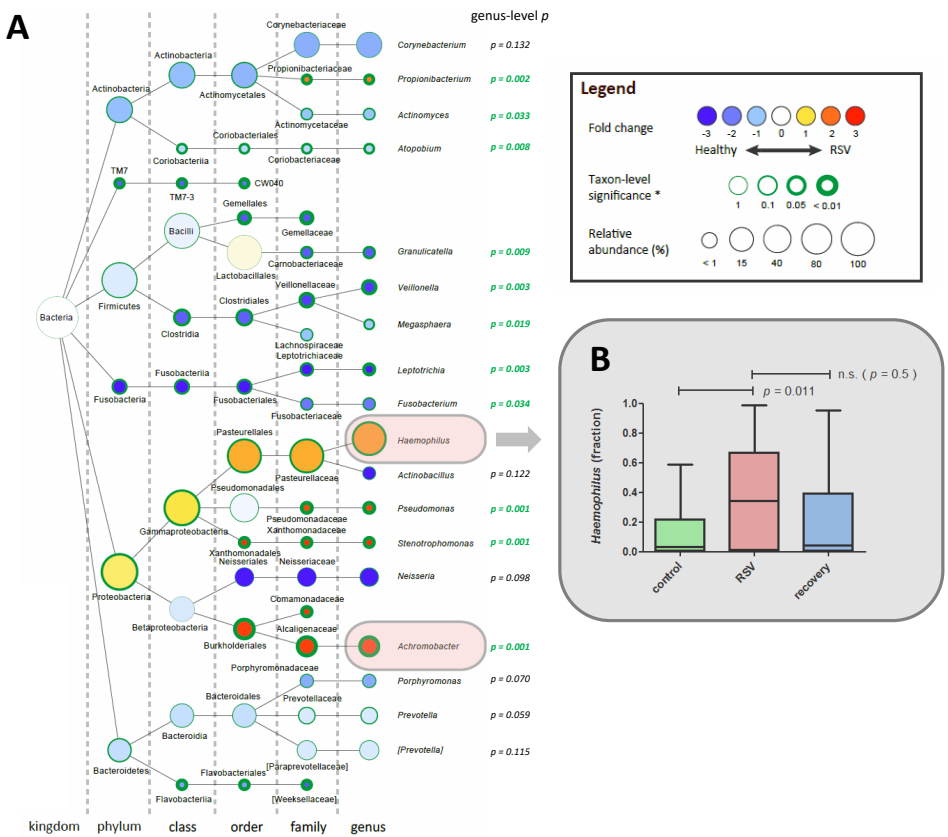 A
genus-level p
Corynebacteriaceae
Corynebacterium
p = 0.132
Actinobacteria
Propionibacteriaceae
Propionibacterium
p = 0.002
Actinobacteria
Actinomycetales
Actinomyces
p = 0.033
Actinomycetaceae
Coriobacteriales
Atopobium
p = 0.008
Coriobacteriia
Coriobacteriaceae
TM7
TM7-3
CW040
Gemellales
Gemellaceae
Bacilli
Granulicatella
p = 0.009
Lactobacillales
Carnobacteriaceae
Veillonellaceae
Veillonella
p = 0.003
Firmicutes
Clostridiales
Bacteria
Clostridia
Megasphaera
p = 0.019
Lachnospiraceae
Leptotrichiaceae
Leptotrichia
p = 0.003
Fusobacteriia
Fusobacteria
Fusobacteriales
Fusobacterium
p = 0.034
Fusobacteriaceae
Pasteurellales
Haemophilus
Pasteurellaceae
Actinobacillus
p = 0.122
Pseudomonadales
Pseudomonas
p = 0.001
Pseudomonadaceae
Gammaproteobacteria
Xanthomonadaceae
Stenotrophomonas
p = 0.001
Xanthomonadales
Neisseriales
Neisseriaceae
Neisseria
p = 0.098
Proteobacteria
Comamonadaceae
Betaproteobacteria
Alcaligenaceae
Burkholderiales
Achromobacter
p = 0.001
Porphyromonadaceae
Porphyromonas
p = 0.070
Bacteroidales
Prevotellaceae
Prevotella
p = 0.059
Bacteroidia
[Prevotella]
p = 0.115
Bacteroidetes
[Paraprevotellaceae]
Flavobacteriales
Flavobacteriia
[Weeksellaceae]
kingdom phylum class order family genus
Legend
Fold change
-3 -2 -1 0 1 2 3
Healthy RSV
Taxon-level
significance *
1 0.1 0.05 < 0.01
Relative
abundance (%)
< 1 15 40 80 100
B
n.s. ( p = 0.5 )
p = 0.011
Haemophilus (fraction)
1.0
0.8
0.6
0.4
0.2
0.0
control
RSV
recovery